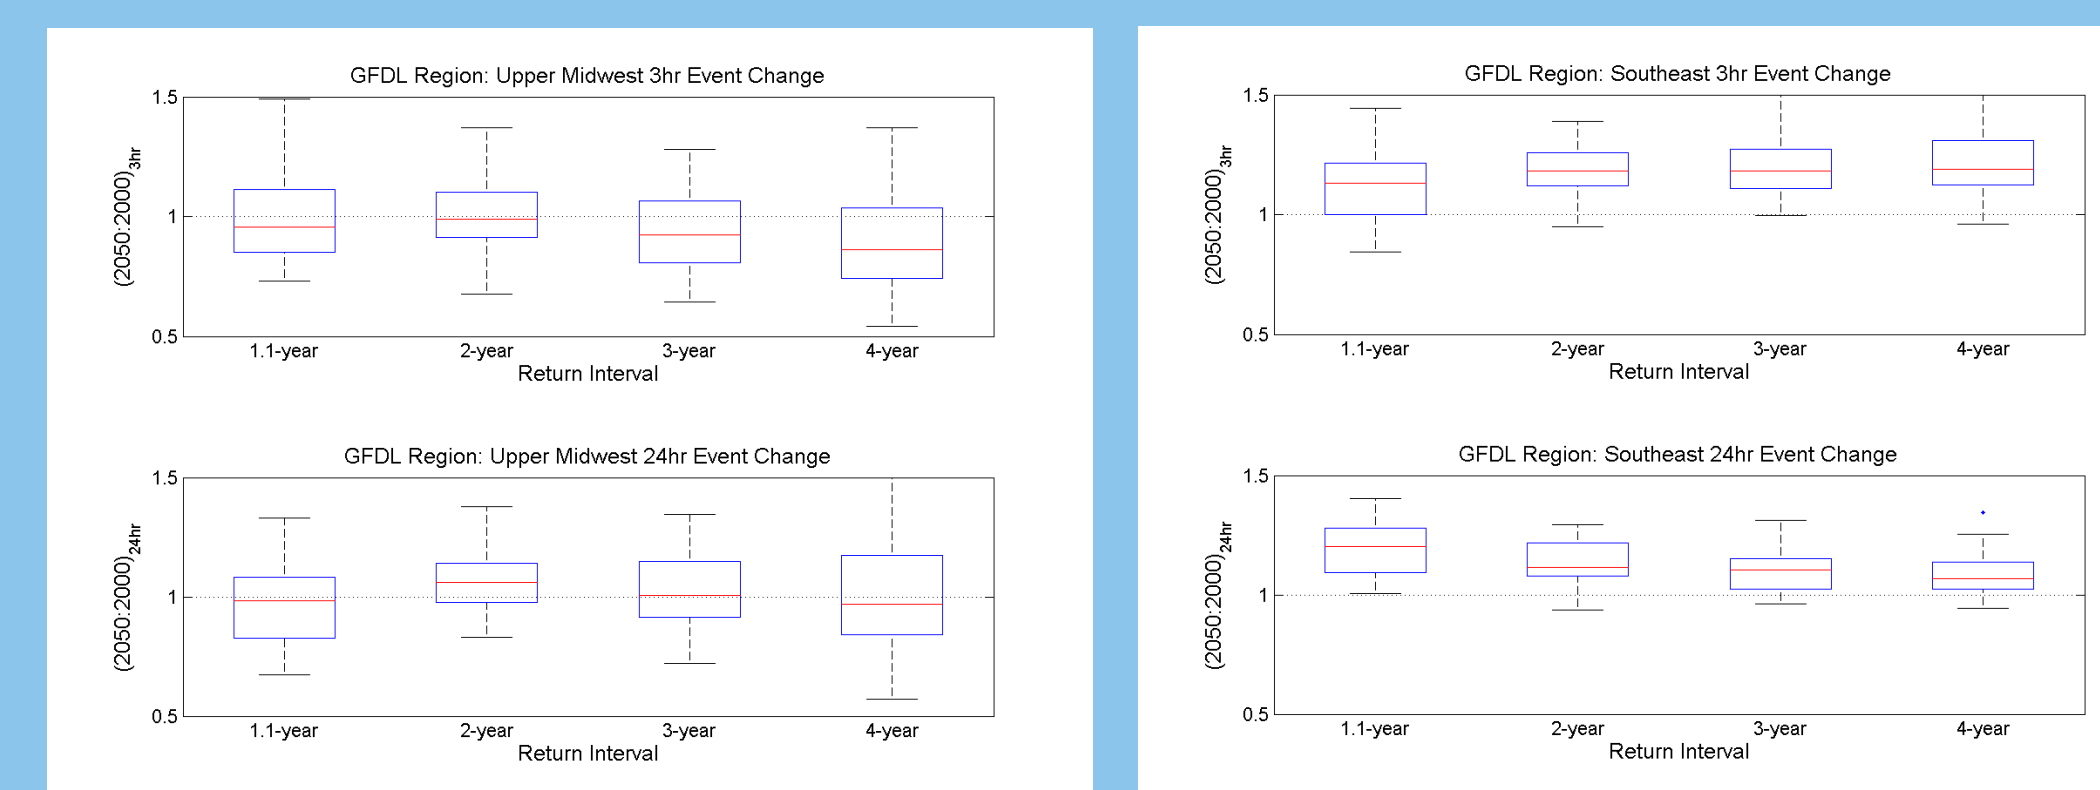 GFDL Region: Upper Midwest 3hr Event Change
1.5
1
0.5
(2050:2000)3hr
1.1-year 2-year 3-year 4-year
Return Interval
GFDL Region: Upper Midwest 24hr Event Change
1.5
1
0.5
(2050:2000)24hr
1.1-year 2-year 3-year 4-year
Return Interval
GFDL Region: Southeast 3hr Event Change
1.5
1
0.5
(2050:2000)3hr
1.1-year 2-year 3-year 4-year
Return Interval
GFDL Region: Southeast 24hr Event Change
1.5
1
0.5
(2050:2000)24hr
1.1-year 2-year 3-year 4-year
Return Interval